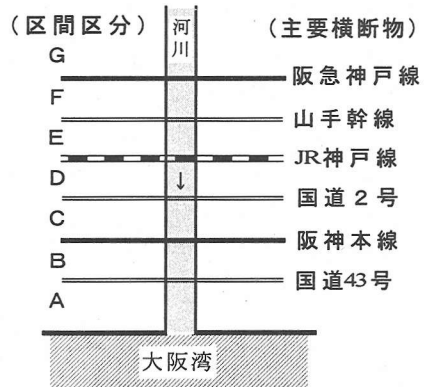 （区間区分）
河川
（主要横断物）
G
阪急神戸線
F
山手幹線
E
JR神戸線
D
↓
国道２号
C
阪神本線
B
国道43号
A
大阪湾